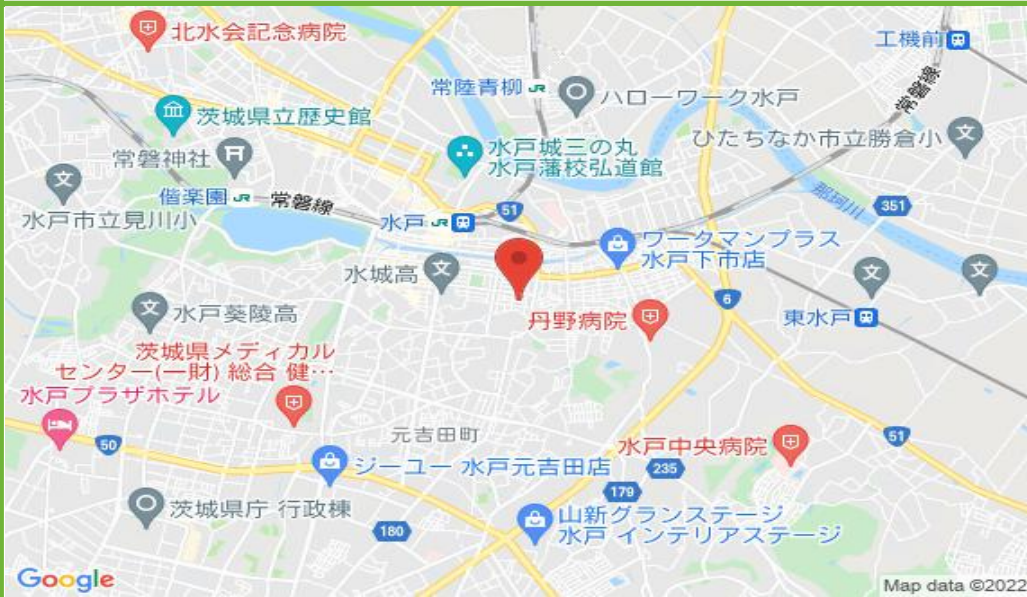 北水会記念病院
工機前
常磐線
常陸青柳
ハローワーク水戸
茨城県立歴史館
ひたちなか市立勝倉小
水戸城三の丸
水戸藩校弘道館
常磐神社
偕楽園 JR
常磐線
水戸市立見川小
水戸 JR
51
那珂川
351
ワークマンプラス
水戸下市店
水城高
6
水戸葵陵高
丹野病院
東水戸
茨城県メディカル
センター(一財) 総合 健…
水戸プラザホテル
50
元吉田町
水戸中央病院
51
ジーユー 水戸元吉田店
235
179
茨城県庁 行政棟
180
山新グランステージ
水戸 インテリアステージ
Google
Map data ©2022